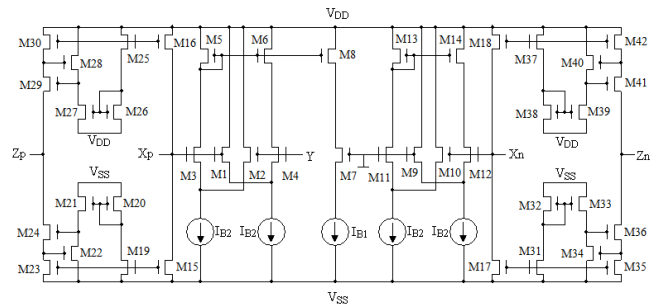 VDD
M30 M28 M25 M16 M5 M6 M8 M13 M14 M18 M37 M40 M42
M29 M41
M27 M26 M38 M39
VDD VDD
Zp Xp Y Xn Zn
M3 M1 M2 M4 M7 M11 M9 M10 M12
VSS VSS
M21 M20 M32 M33
M24 M22 M19 M31 M34 M36
IB2 IB2 IB1 IB2 IB2
M23 M15 M17 M35
VSS